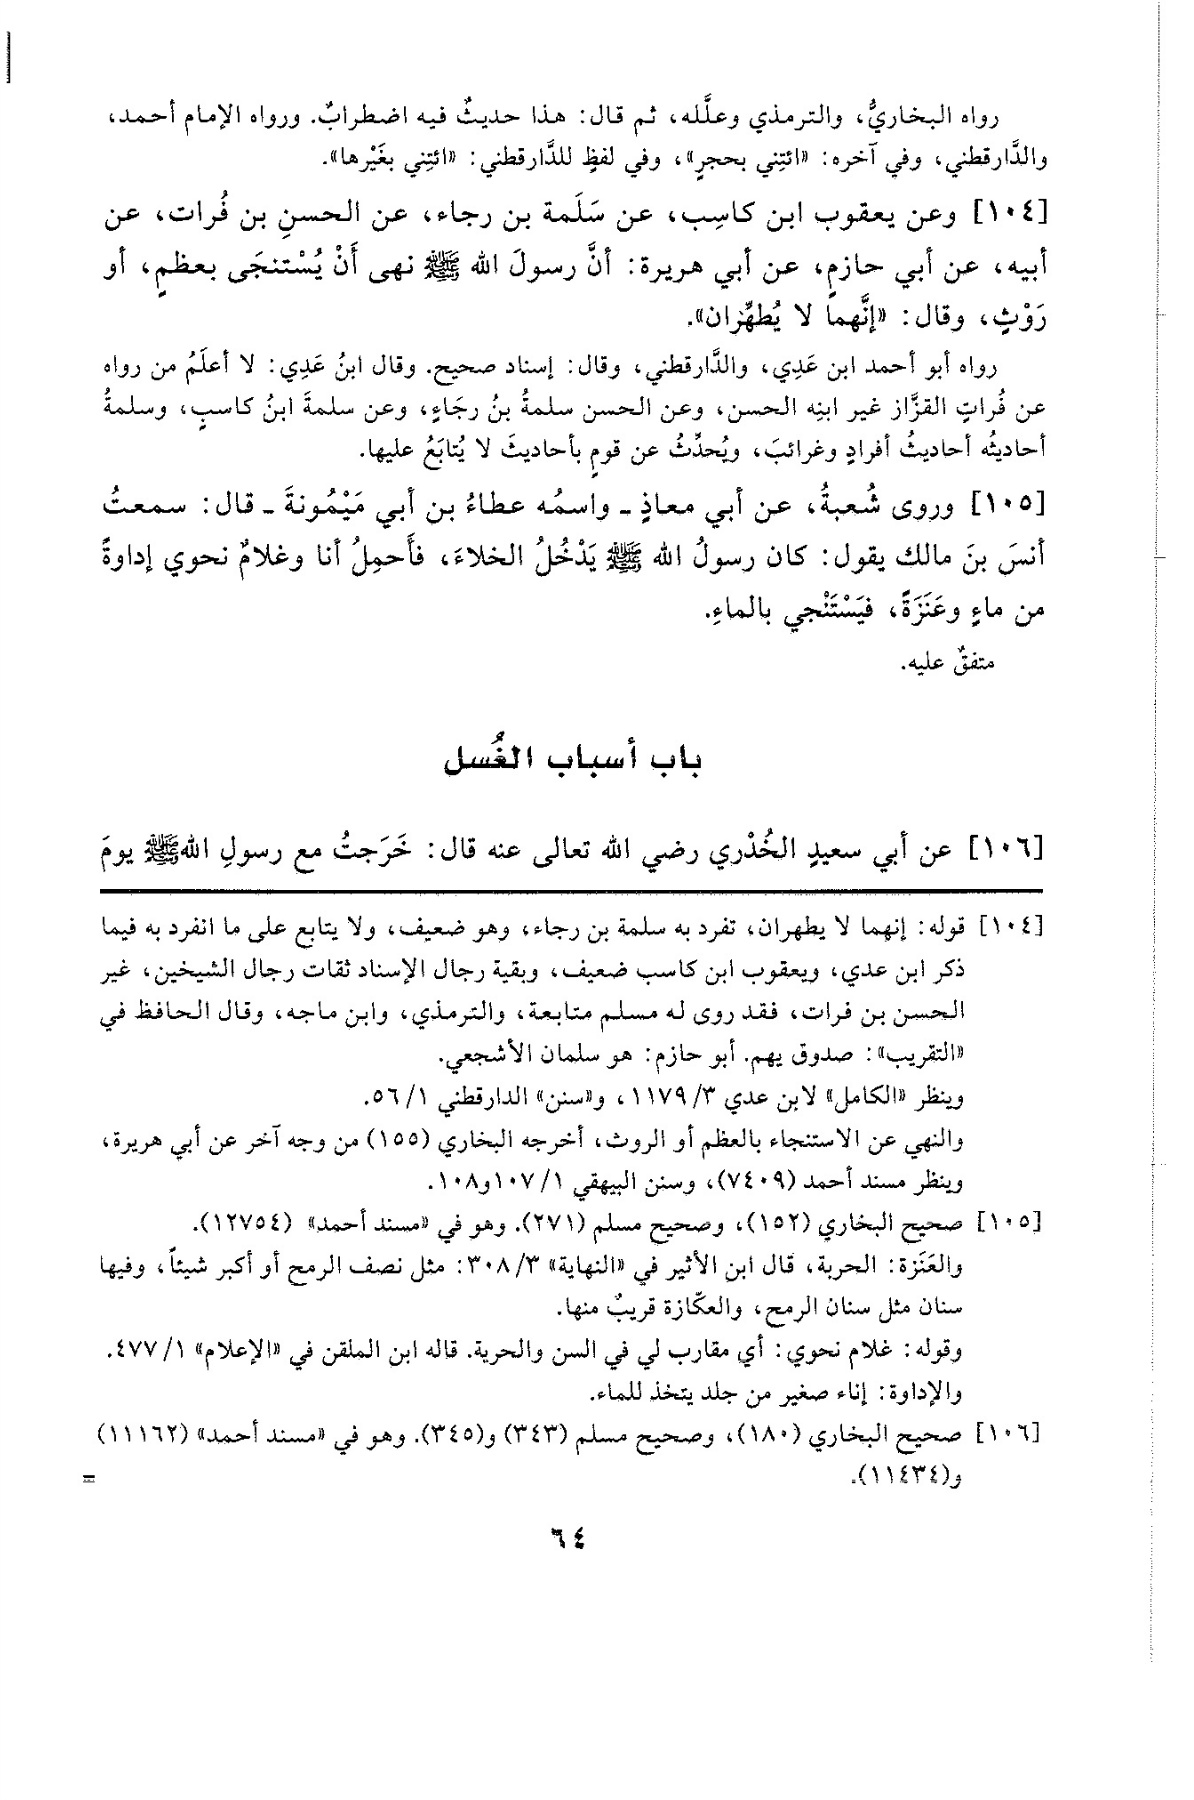 رواه البخاريُّ، والترمذي وعلَّله، ثم قال: هذا حديثٌ فيه اضطرابٌ. ورواه الإمام أحمد،
والدَّارقطني، وفي آخره: «ائتِني بحجرٍ»، وفي لفظٍ للدَّارقطني: «ائتِني بغَيْرها».
[١٠٤] وعن يعقوب ابن كاسِب، عن سَلَمة بن رجاء، عن الحسنِ بن فُرات، عن
أبيه، عن أبي حازمٍ، عن أبي هريرة: أنَّ رسولَ الله ﷺ نهى أَنْ يُسْتنجَى بعظمٍ، أو
رَوْثٍ، وقال: «إنَّهما لا يُطهِّران».
رواه أبو أحمد ابن عَدِي، والدَّارقطني، وقال: إسناد صحيح. وقال ابنُ عَدِي: لا أعلَمُ من رواه
عن فُراتٍ القزَّاز غير ابنِه الحسن، وعن الحسن سلمةُ بنُ رجَاءٍ، وعن سلمةَ ابنُ كاسبٍ، وسلمةُ
أحاديثُه أحاديثُ أفرادٍ وغرائبَ، ويُحدِّثُ عن قومٍ بأحاديثَ لا يُتابَعُ عليها.
[١٠٥] وروى شُعبةُ، عن أبي معاذٍ ـ واسمُه عطاءُ بن أبي مَيْمُونةَ ـ قال: سمعتُ
أنسَ بنَ مالك يقول: كان رسولُ الله ﷺ يَدْخُلُ الخلاءَ، فأَحمِلُ أنا وغلامٌ نحوي إداوةً
من ماءٍ وعَنَزَةً، فيَسْتَنْجي بالماءِ.
متفقٌ عليه.
باب أسباب الغُسل
[١٠٦] عن أبي سعيدٍ الخُدْري رضي الله تعالى عنه قال: خَرَجتُ مع رسولِ الله ﷺ يومَ
[١٠٤] قوله: إنهما لا يطهران، تفرد به سلمة بن رجاء، وهو ضعيف، ولا يتابع على ما انفرد به فيما
ذكر ابن عدي، ويعقوب ابن كاسب ضعيف، وبقية رجال الإسناد ثقات رجال الشيخين، غير
الحسن بن فرات، فقد روى له مسلم متابعة، والترمذي، وابن ماجه، وقال الحافظ في
«التقريب»: صدوق يهم. أبو حازم: هو سلمان الأشجعي.
وينظر «الكامل» لابن عدي ٣/ ١١٧٩، و«سنن» الدارقطني ١/ ٥٦.
والنهي عن الاستنجاء بالعظم أو الروث، أخرجه البخاري (١٥٥) من وجه آخر عن أبي هريرة،
وينظر مسند أحمد (٧٤٠٩)، وسنن البيهقي ١/ ١٠٧و١٠٨.
[١٠٥] صحيح البخاري (١٥٢)، وصحيح مسلم (٢٧١). وهو في «مسند أحمد» (١٢٧٥٤).
والعَنَزة: الحربة، قال ابن الأثير في «النهاية» ٣/ ٣٠٨: مثل نصف الرمح أو أكبر شيئاً، وفيها
سنان مثل سنان الرمح، والعكّازة قريبٌ منها.
وقوله: غلام نحوي: أي مقارب لي في السن والحرية. قاله ابن الملقن في «الإعلام» ١/ ٤٧٧.
والإداوة: إناء صغير من جلد يتخذ للماء.
[١٠٦] صحيح البخاري (١٨٠)، وصحيح مسلم (٣٤٣) و(٣٤٥). وهو في «مسند أحمد» (١١١٦٢)
و(١١٤٣٤). =
٦٤